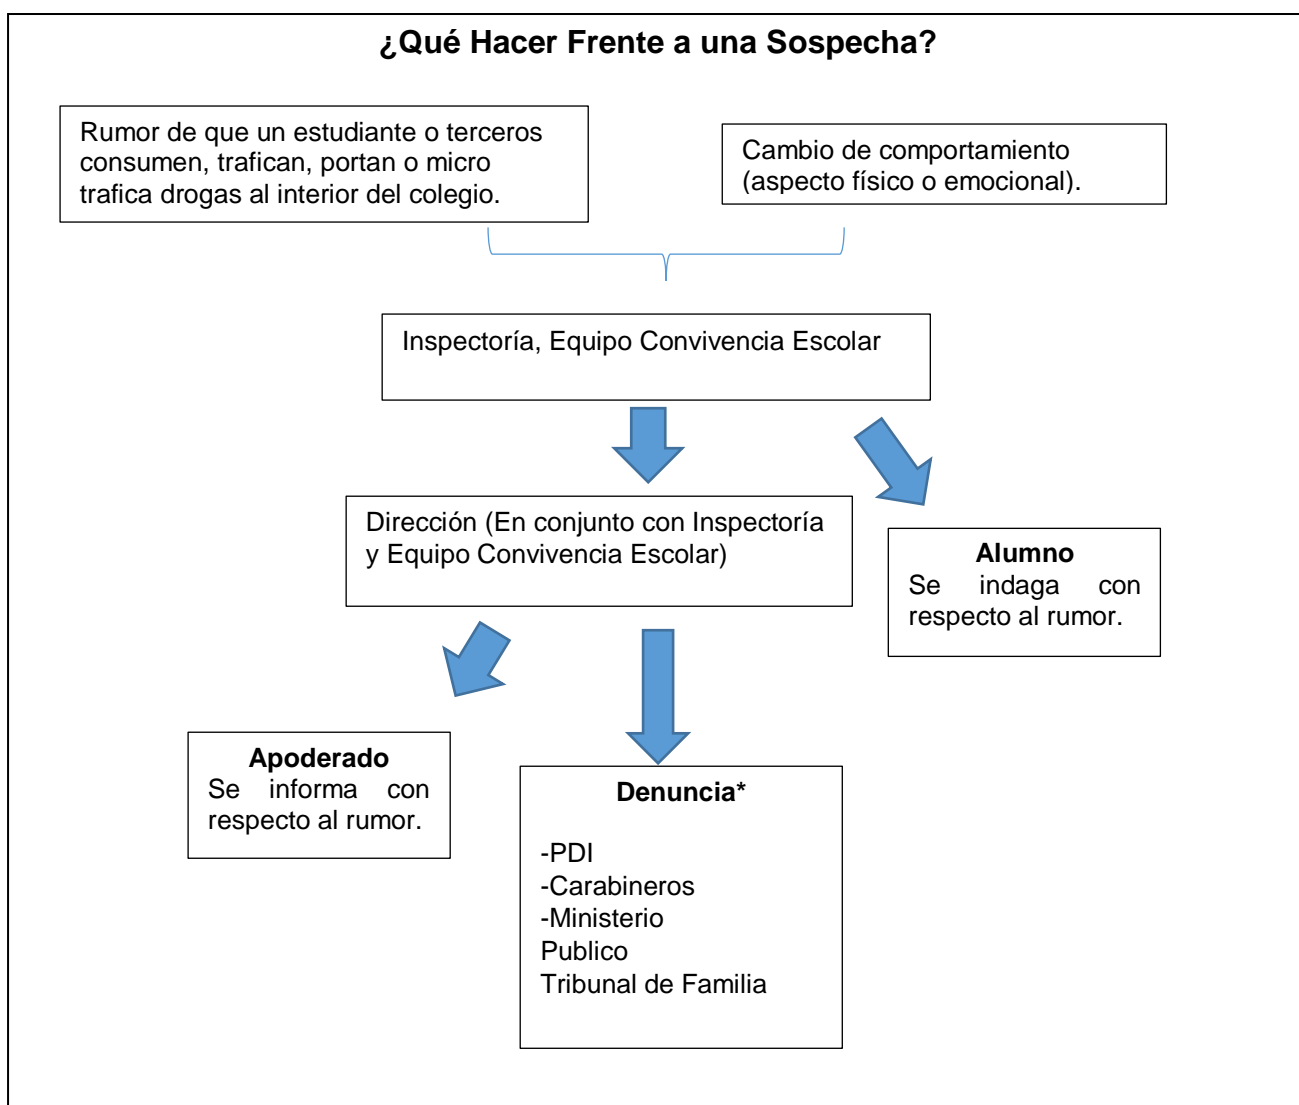 ¿Qué Hacer Frente a una Sospecha?
Rumor de que un estudiante o terceros
consumen, trafican, portan o micro
trafica drogas al interior del colegio.
Cambio de comportamiento
(aspecto físico o emocional).
Inspectoría, Equipo Convivencia Escolar
Dirección (En conjunto con Inspectoría
y Equipo Convivencia Escolar)
Alumno
Se indaga con
respecto al rumor.
Apoderado
Se informa con
respecto al rumor.
Denuncia*
-PDI
-Carabineros
-Ministerio
Publico
Tribunal de Familia